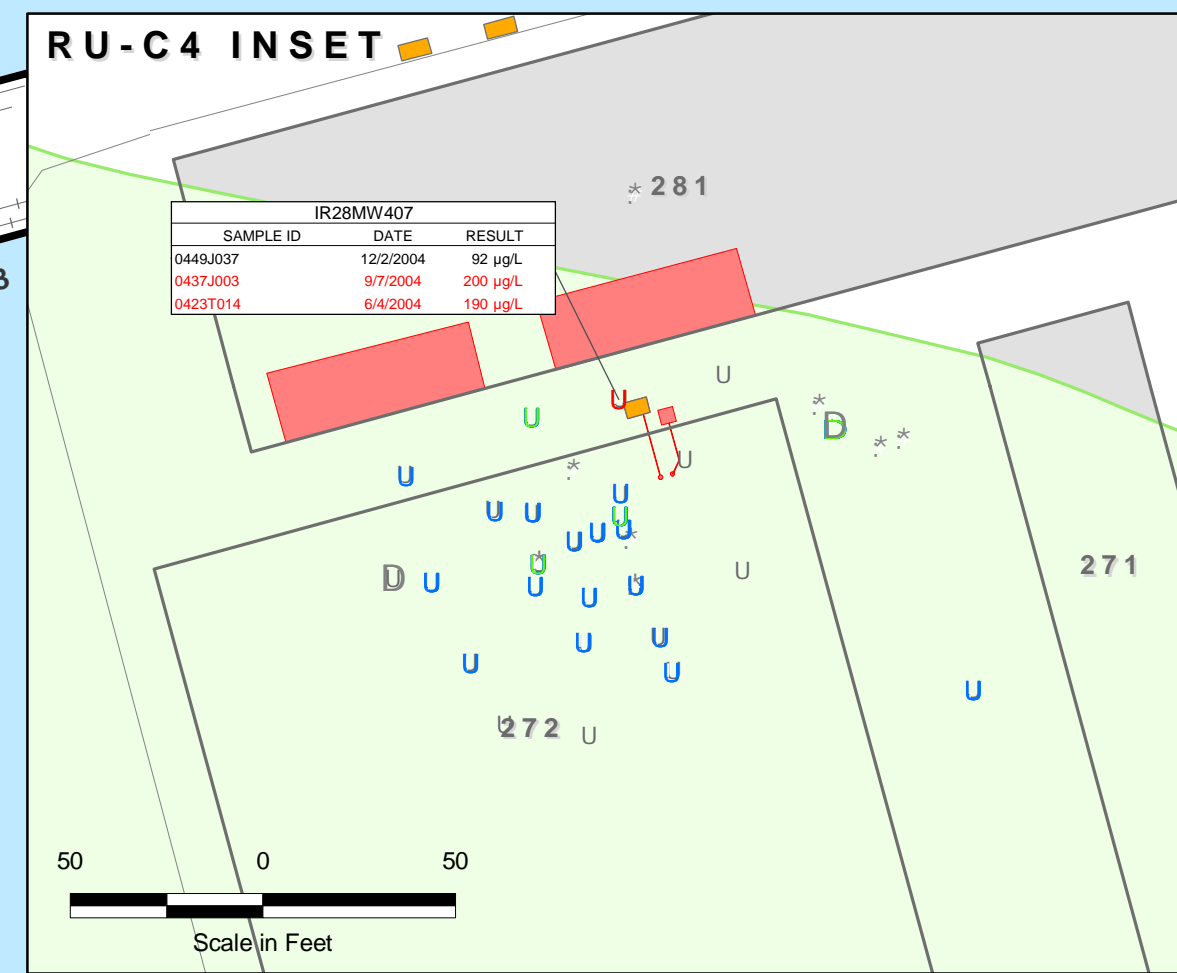 RU-C4 INSET
281
IR28MW407
SAMPLE ID DATE RESULT
0449J037 12/2/2004 92 µg/L
0437J003 9/7/2004 200 µg/L
0423T014 6/4/2004 190 µg/L
U
U
D
U
U
U
U
U
U
U
U
U
U
271
U
D
U
U
U
U
U
U
U
U
U
U
U
272
U
50 0 50
Scale in Feet